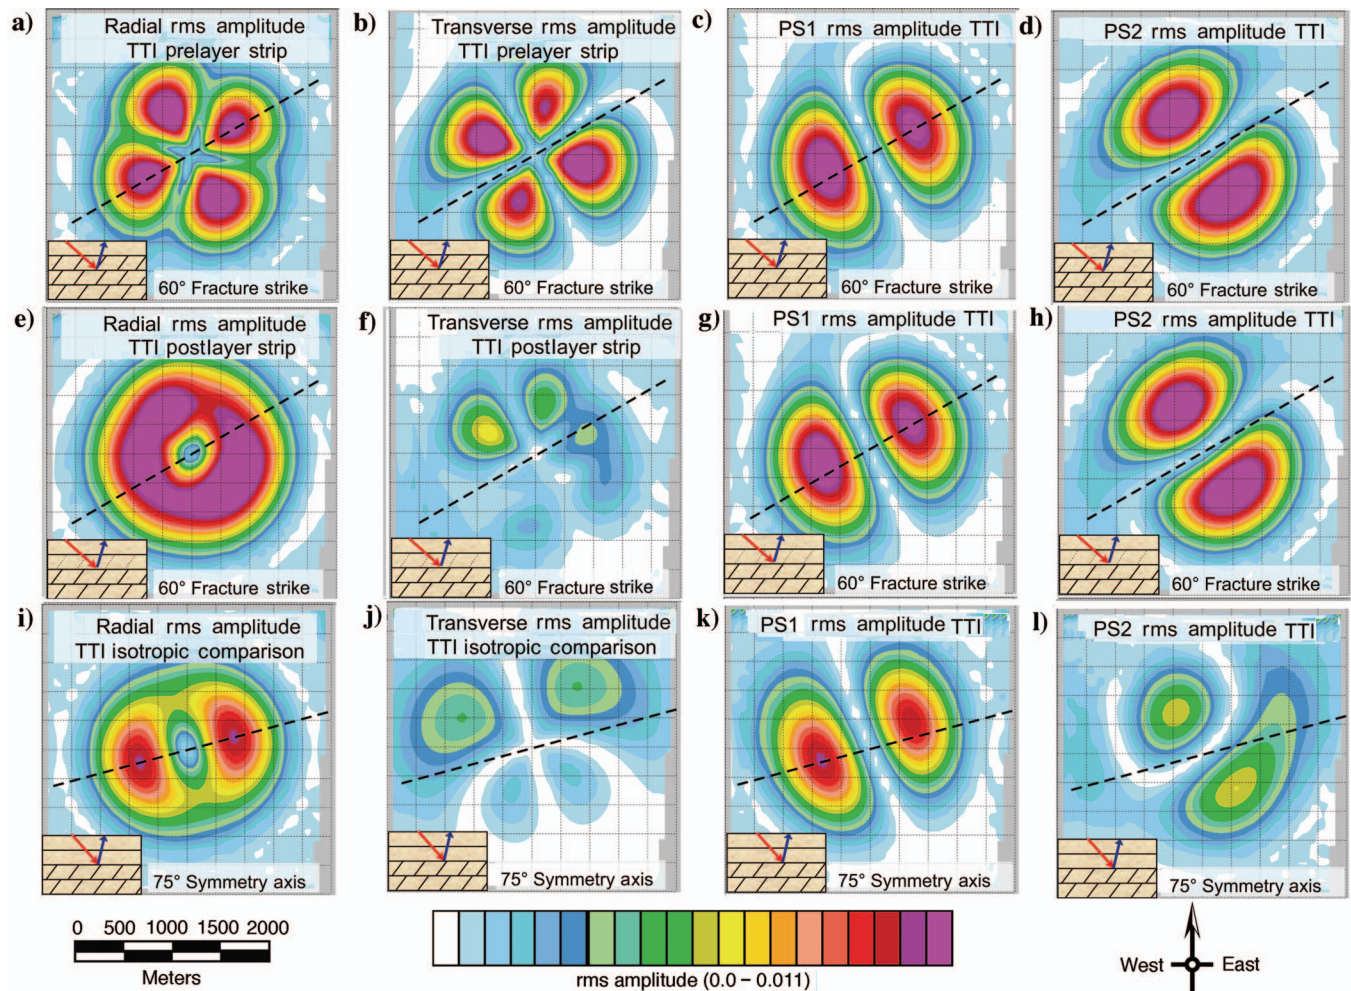 a)
Radial rms amplitude
TTI prelayer strip
60° Fracture strike
b)
Transverse rms amplitude
TTI prelayer strip
60° Fracture strike
c)
PS1 rms amplitude TTI
60° Fracture strike
d)
PS2 rms amplitude TTI
60° Fracture strike
e)
Radial rms amplitude
TTI postlayer strip
60° Fracture strike
f)
Transverse rms amplitude
TTI postlayer strip
60° Fracture strike
g)
PS1 rms amplitude TTI
60° Fracture strike
h)
PS2 rms amplitude TTI
60° Fracture strike
i)
Radial rms amplitude
TTI isotropic comparison
75° Symmetry axis
j)
Transverse rms amplitude
TTI isotropic comparison
75° Symmetry axis
k)
PS1 rms amplitude TTI
75° Symmetry axis
l)
PS2 rms amplitude TTI
75° Symmetry axis
0 500 1000 1500 2000
Meters
rms amplitude (0.0 – 0.011)
West East